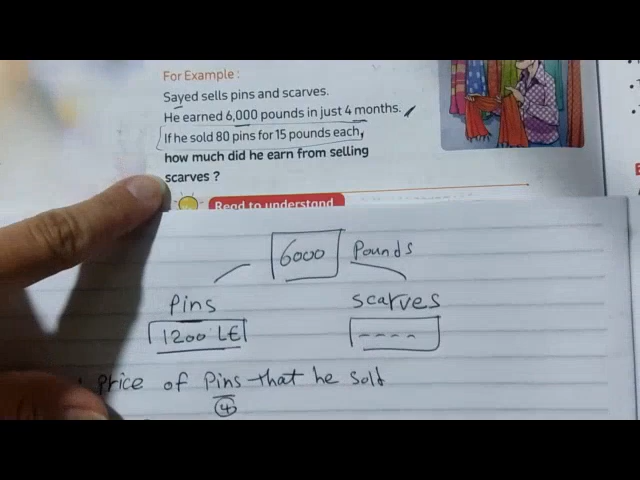 For Example :
Sayed sells pins and scarves.
He earned 6,000 pounds in just 4 months.
If he sold 80 pins for 15 pounds each,
how much did he earn from selling
scarves ?
Read to understand
6000 Pounds
Pins scarves
1200 LE ----
price of Pins that he sold
4